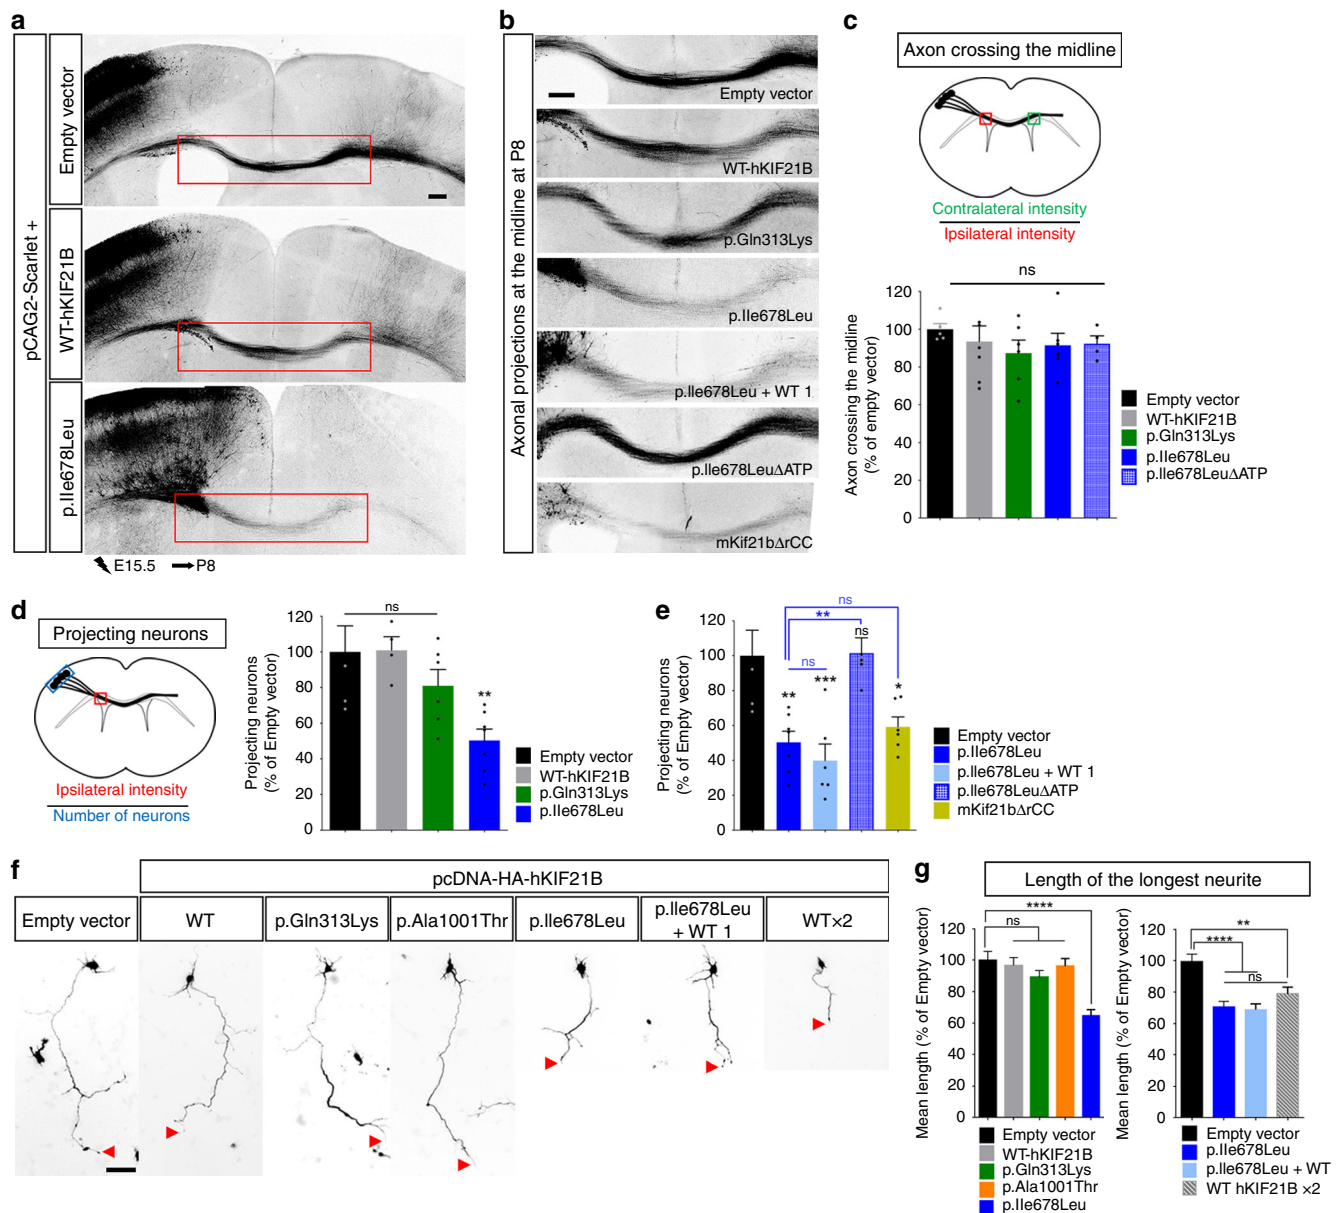 a
pCAG2-Scarlet +
Empty vector
WT-hKIF21B
p.Ile678Leu
E15.5
P8
b
Axonal projections at the midline at P8
Empty vector
WT-hKIF21B
p.Gln313Lys
p.Ile678Leu
p.Ile678Leu + WT 1
p.Ile678LeuΔATP
mKif21bΔrCC
c
Axon crossing the midline
Contralateral intensity
Ipsilateral intensity
ns
Axon crossing the midline
(% of empty vector)
120
100
80
60
40
20
0
Empty vector
WT-hKIF21B
p.Gln313Lys
p.Ile678Leu
p.Ile678LeuΔATP
d
Projecting neurons
Ipsilateral intensity
Number of neurons
ns
**
Projecting neurons
(% of Empty vector)
120
100
80
60
40
20
0
Empty vector
WT-hKIF21B
p.Gln313Lys
p.Ile678Leu
e
ns
**
ns
ns
**
***
*
Projecting neurons
(% of Empty vector)
120
100
80
60
40
20
0
Empty vector
p.Ile678Leu
p.Ile678Leu + WT 1
p.Ile678LeuΔATP
mKif21bΔrCC
f
pcDNA-HA-hKIF21B
Empty vector
WT
p.Gln313Lys
p.Ala1001Thr
p.Ile678Leu
p.Ile678Leu
+ WT 1
WT×2
g
Length of the longest neurite
****
ns
Mean length (% of Empty vector)
120
100
80
60
40
20
0
Empty vector
WT-hKIF21B
p.Gln313Lys
p.Ala1001Thr
p.Ile678Leu
**
****
ns
Mean length (% of Empty vector)
120
100
80
60
40
20
0
Empty vector
p.Ile678Leu
p.Ile678Leu + WT
WT hKIF21B ×2